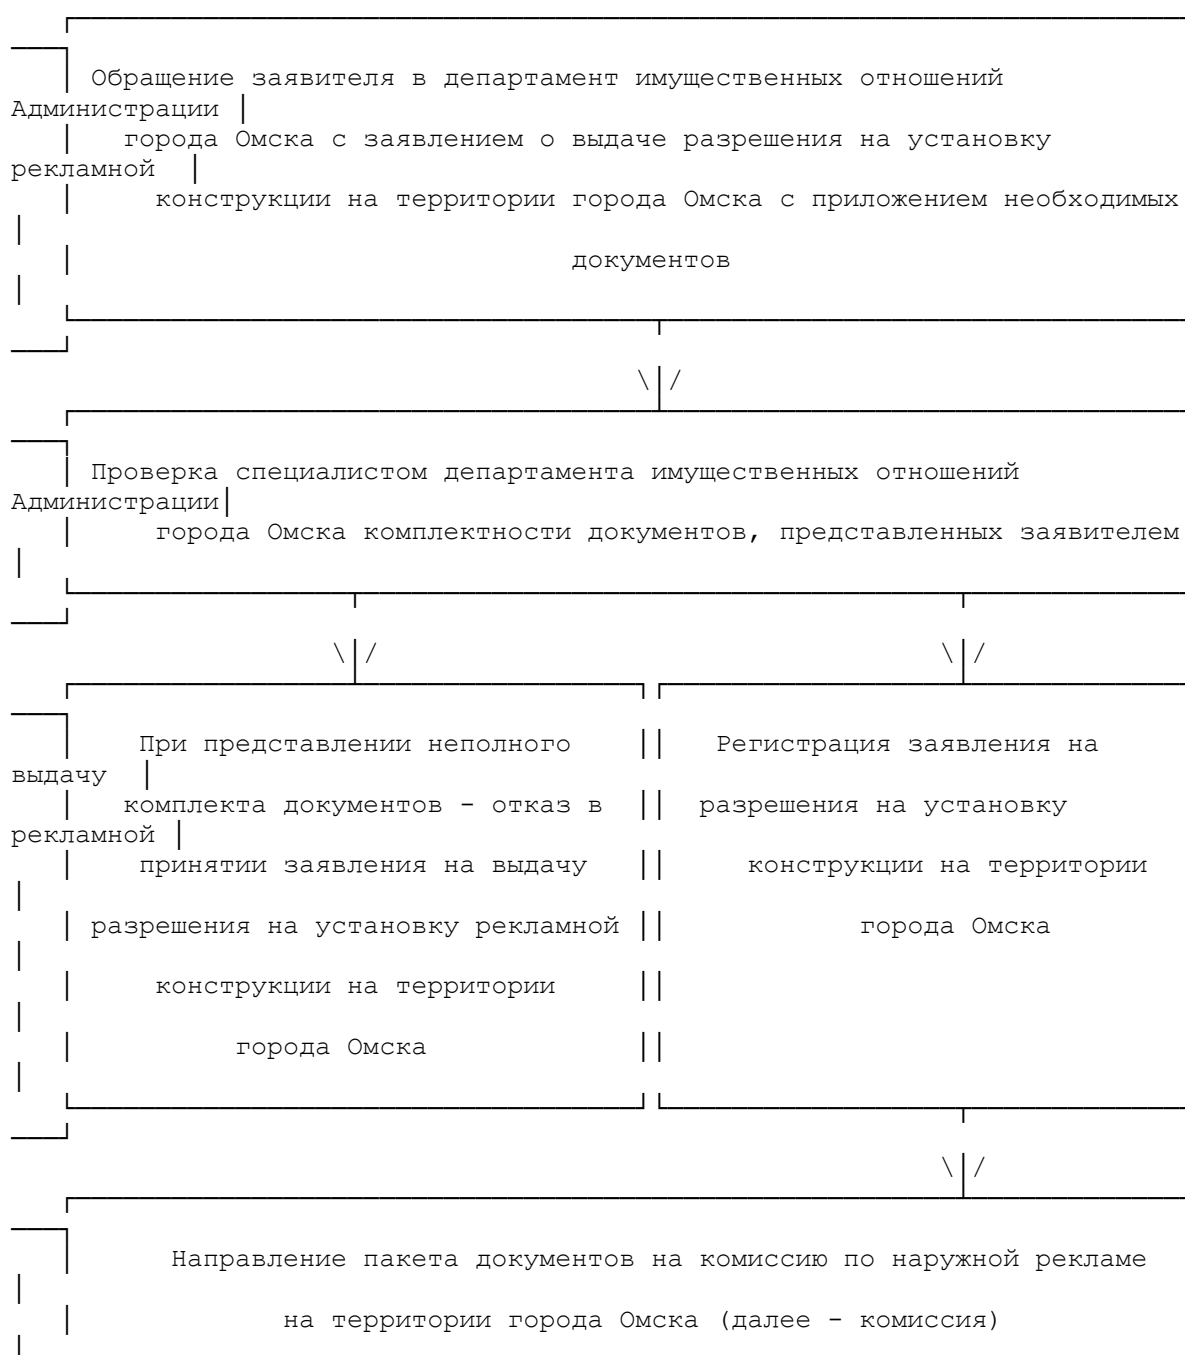 Обращение заявителя в департамент имущественных отношений
Администрации
города Омска с заявлением о выдаче разрешения на установку
рекламной
конструкции на территории города Омска с приложением необходимых
документов
Проверка специалистом департамента имущественных отношений
Администрации
города Омска комплектности документов, представленных заявителем
При представлении неполного Регистрация заявления на
выдачу
комплекта документов - отказ в разрешения на установку
рекламной
принятии заявления на выдачу конструкции на территории
разрешения на установку рекламной города Омска
конструкции на территории
города Омска
Направление пакета документов на комиссию по наружной рекламе
на территории города Омска (далее - комиссия)